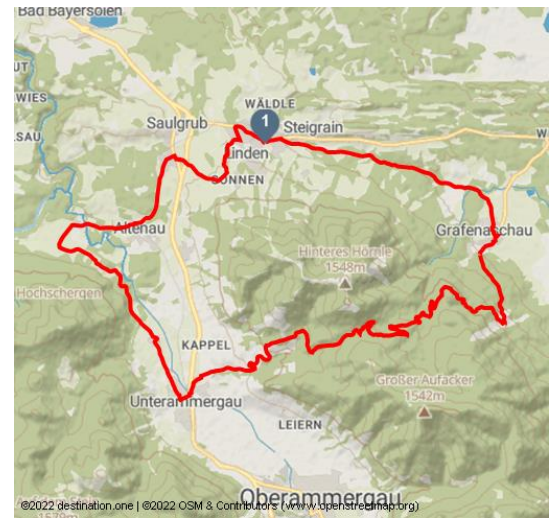 Bad Bayersoien
WIES
WÄLDLE
Saulgrub
1
Steigrain
Linden
SONNEN
Altenau
Grafenaschau
Hinteres Hörnle
1548m
Hochschergen
KAPPEL
Großer Aufacker
1542m
Unterammergau
LEIERN
Oberammergau
©2022 destination.one | ©2022 OSM & Contributors (www.openstreetmap.org)